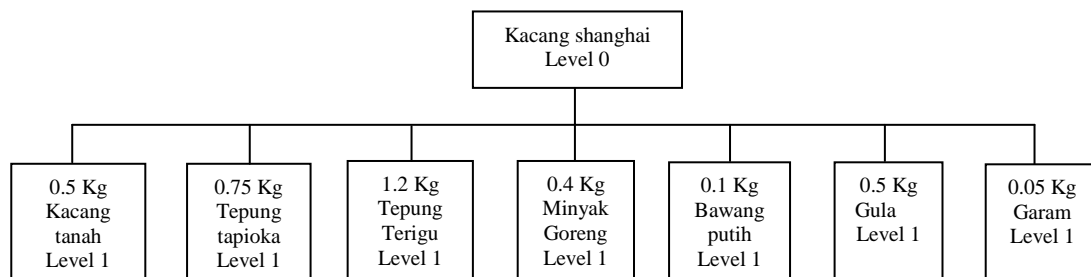 Kacang shanghai
Level 0
0.5 Kg
Kacang
tanah
Level 1
0.75 Kg
Tepung
tapioka
Level 1
1.2 Kg
Tepung
Terigu
Level 1
0.4 Kg
Minyak
Goreng
Level 1
0.1 Kg
Bawang
putih
Level 1
0.5 Kg
Gula
Level 1
0.05 Kg
Garam
Level 1